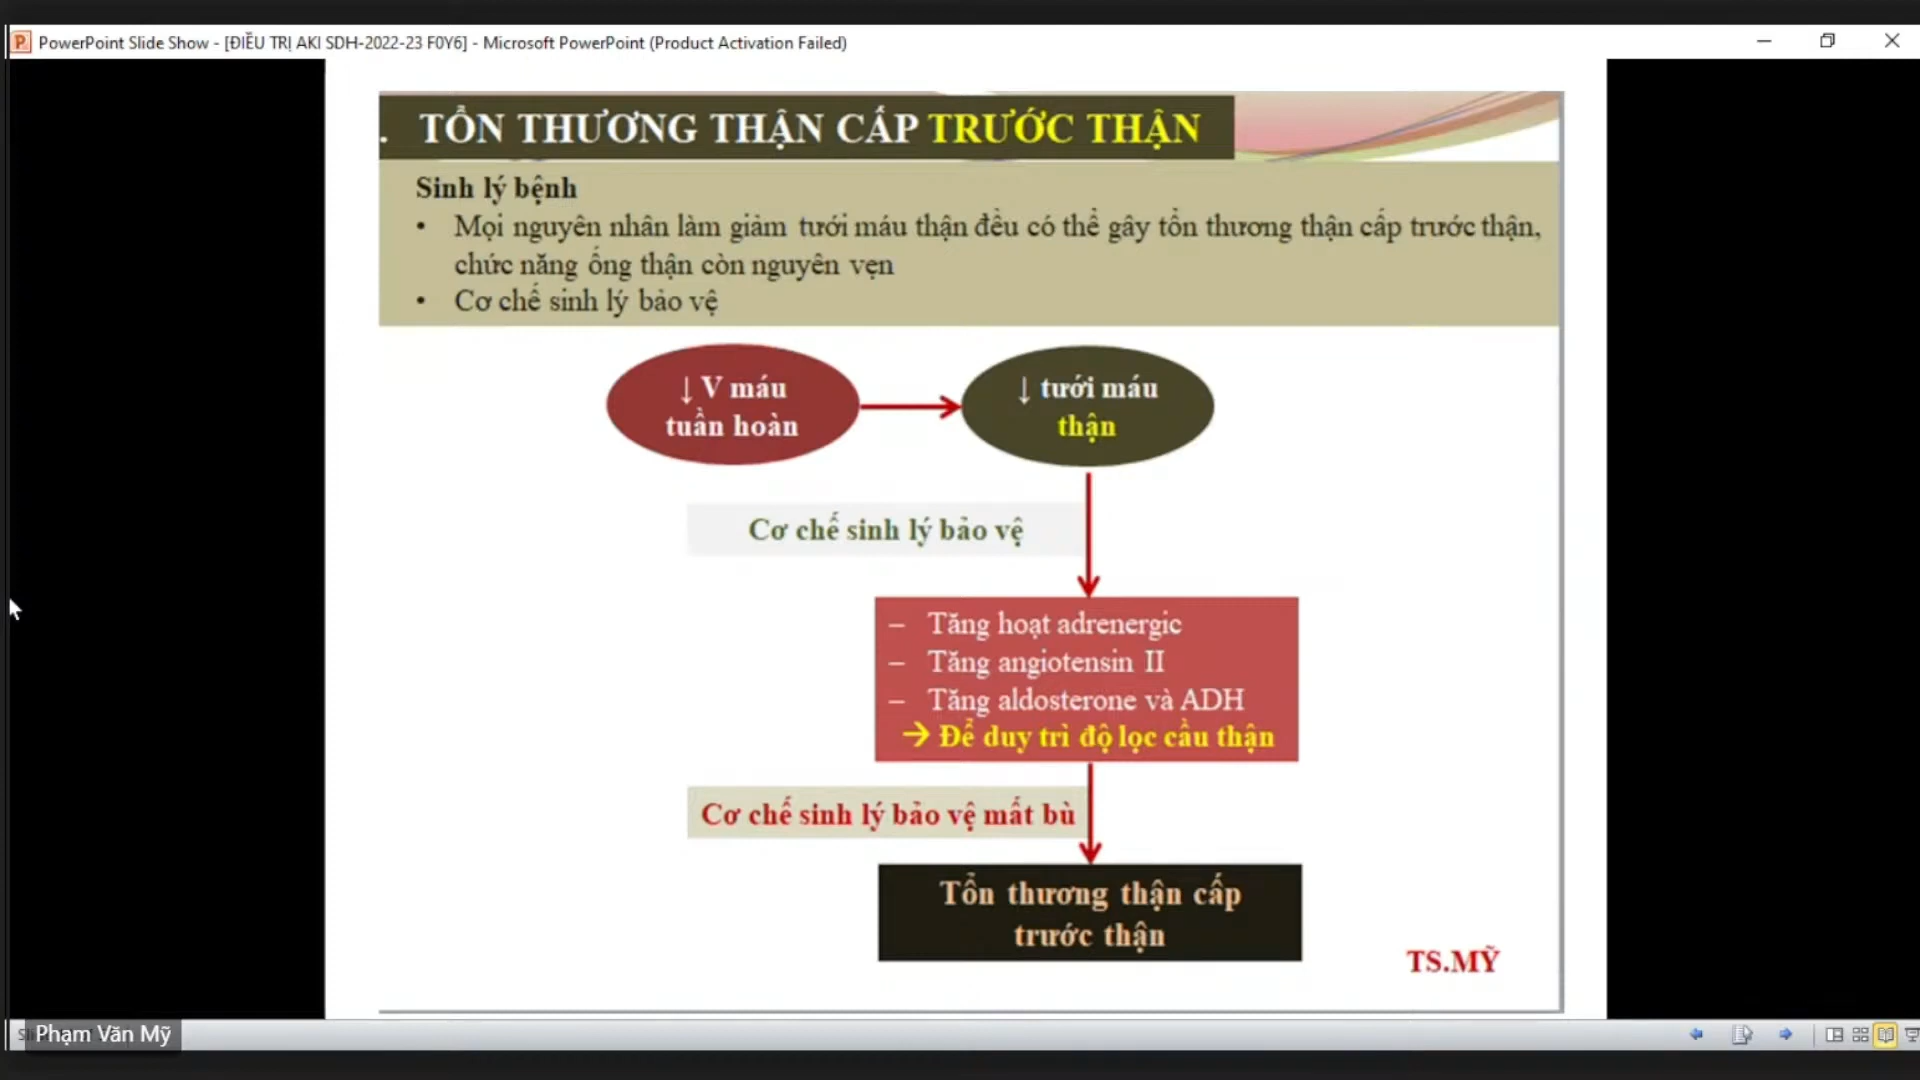 PowerPoint Slide Show - [ĐIỀU TRỊ AKI SDH-2022-23 F0Y6] - Microsoft PowerPoint (Product Activation Failed)
. TỔN THƯƠNG THẬN CẤP TRƯỚC THẬN
Sinh lý bệnh
• Mọi nguyên nhân làm giảm tưới máu thận đều có thể gây tổn thương thận cấp trước thận,
chức năng ống thận còn nguyên vẹn
• Cơ chế sinh lý bảo vệ
↓ V máu
tuần hoàn
↓ tưới máu
thận
Cơ chế sinh lý bảo vệ
– Tăng hoạt adrenergic
– Tăng angiotensin II
– Tăng aldosterone và ADH
→ Để duy trì độ lọc cầu thận
Cơ chế sinh lý bảo vệ mất bù
Tổn thương thận cấp
trước thận
TS.MỸ
Phạm Văn Mỹ